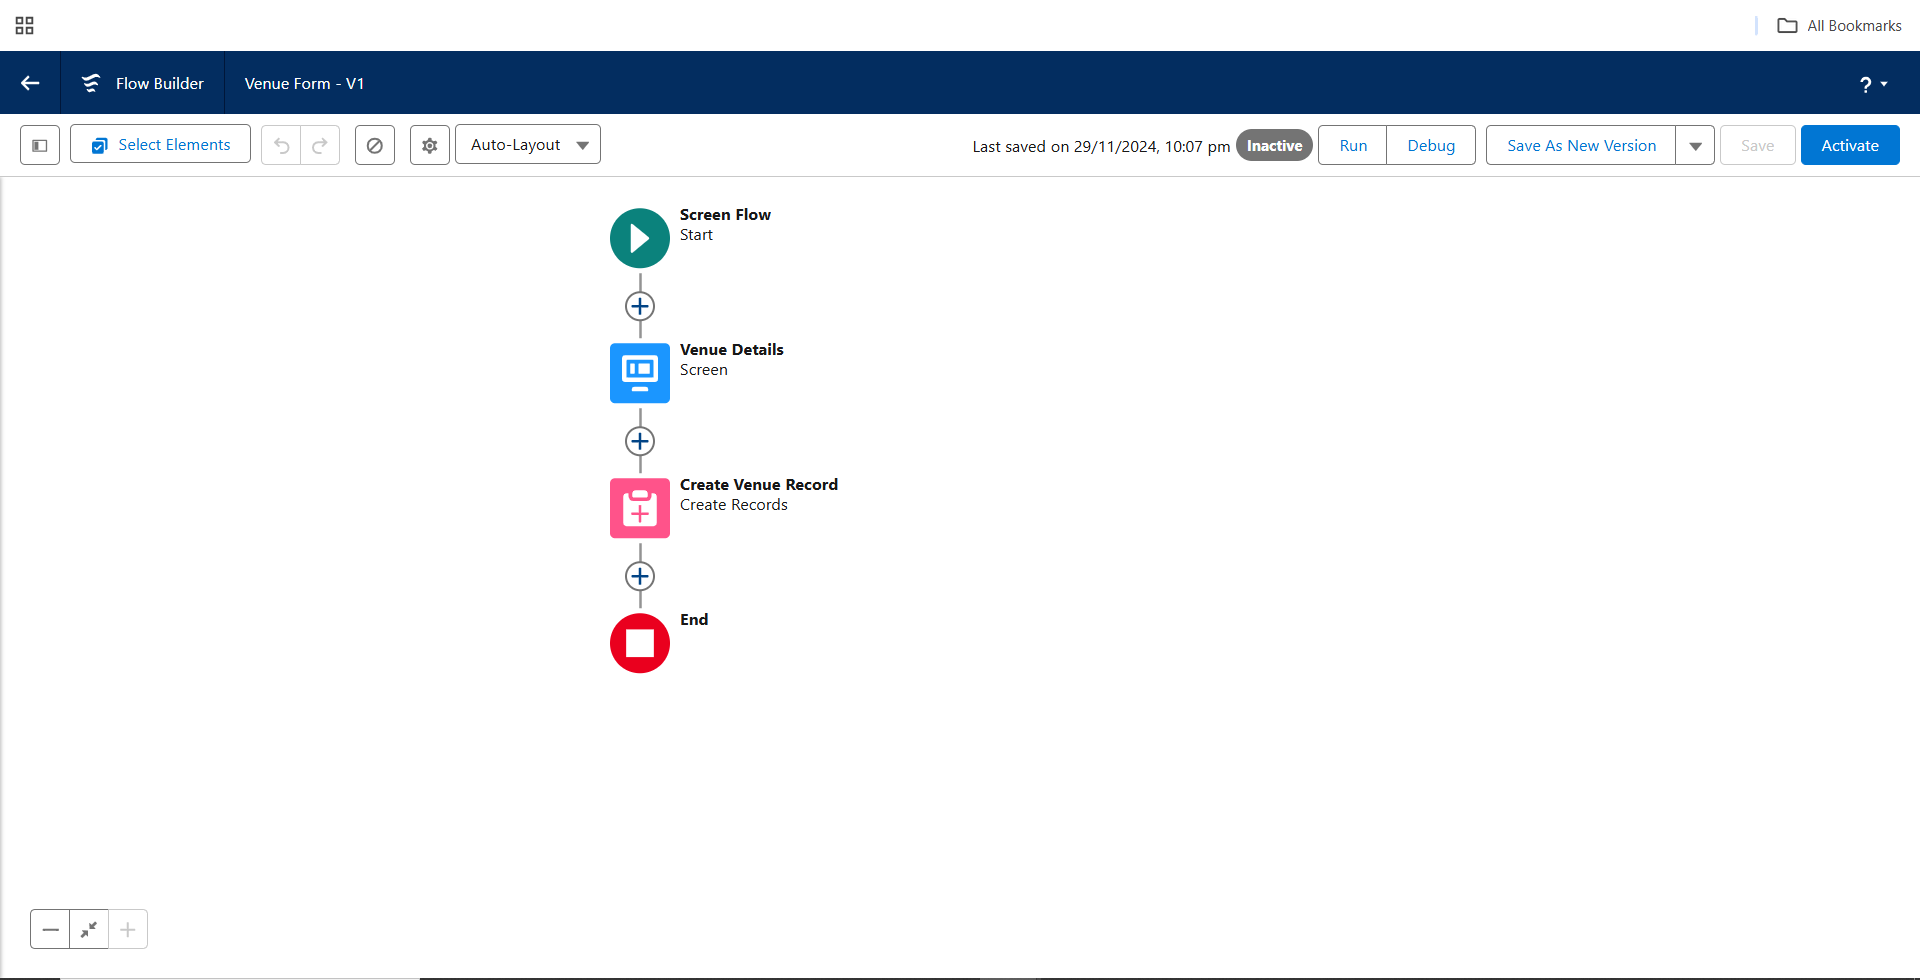 All Bookmarks
Flow Builder
Venue Form - V1
?
Select Elements
Auto-Layout
Last saved on 29/11/2024, 10:07 pm
Inactive
Run
Debug
Save As New Version
Save
Activate
Screen Flow
Start
Venue Details
Screen
Create Venue Record
Create Records
End